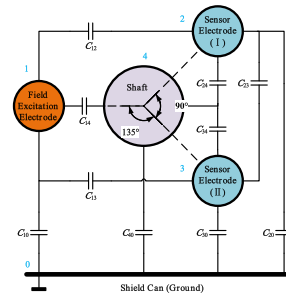 2
Sensor
Electrode
( I )
C12
1
4
Field
Excitation
Electrode
Shaft
C24
C23
C14
90°
135°
C34
3
Sensor
Electrode
(II)
C13
C10
C40
C30
C20
0
Shield Can (Ground)